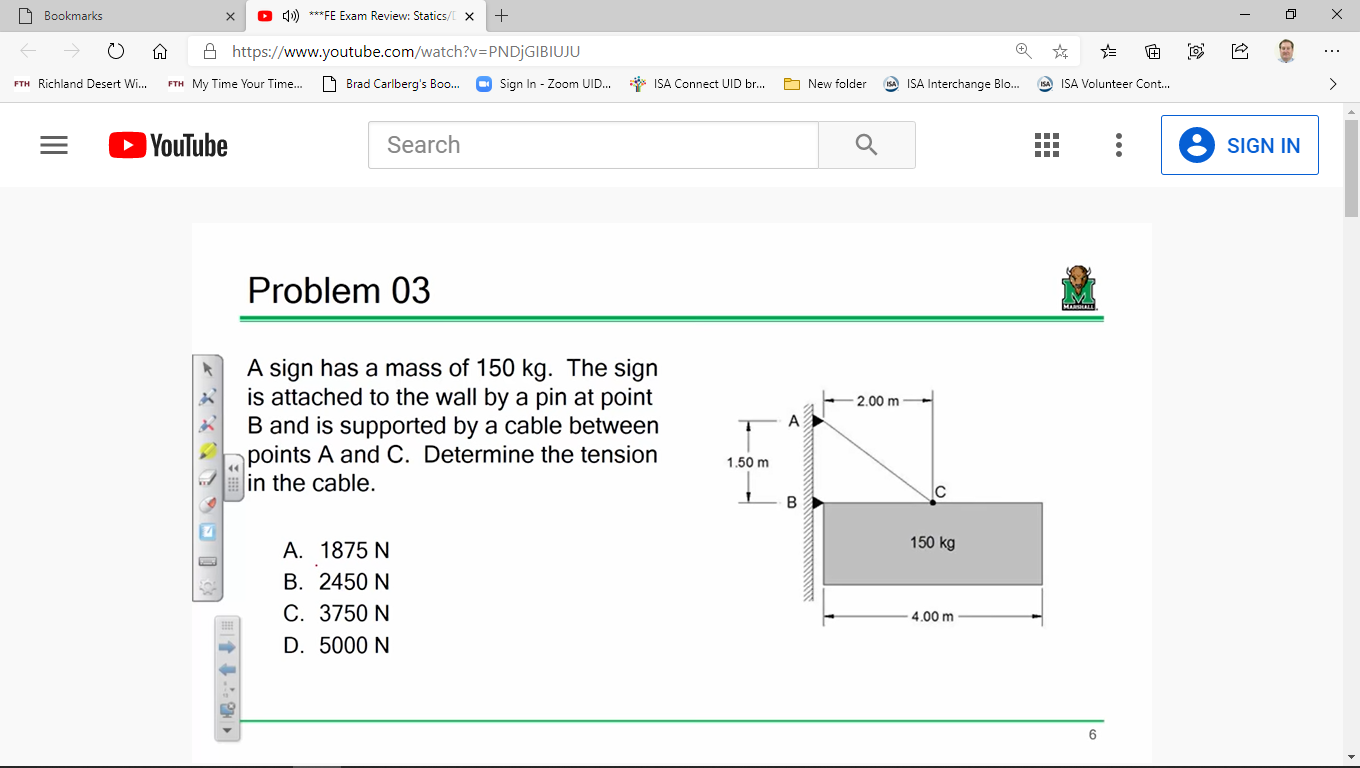 Bookmarks
***FE Exam Review: Statics/
https://www.youtube.com/watch?v=PNDjGIBIUJU
FTH Richland Desert Wi...
FTH My Time Your Time...
Brad Carlberg's Boo...
Sign In - Zoom UID...
ISA Connect UID br...
New folder
ISA Interchange Blo...
ISA Volunteer Cont...
YouTube
Search
SIGN IN
Problem 03
MARSHALL
A sign has a mass of 150 kg. The sign
is attached to the wall by a pin at point
B and is supported by a cable between
points A and C. Determine the tension
in the cable.
A. 1875 N
B. 2450 N
C. 3750 N
D. 5000 N
2.00 m
A
1.50 m
B
C
150 kg
4.00 m
6